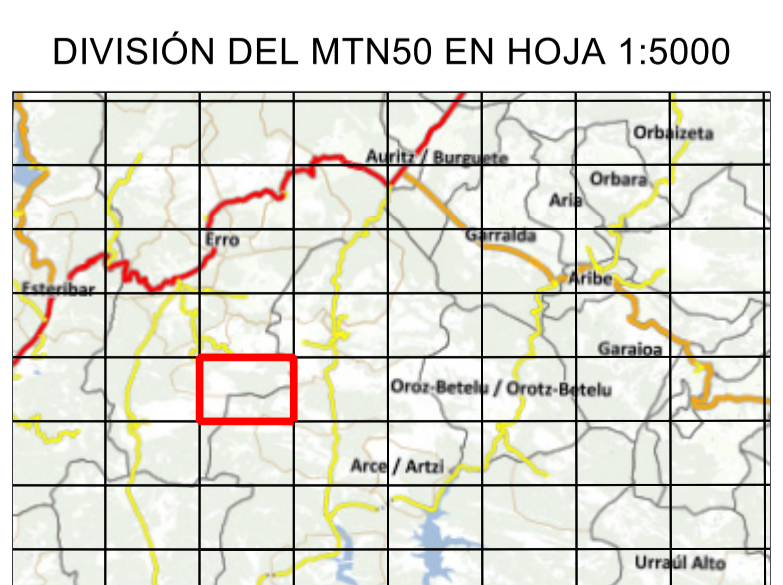 DIVISIÓN DEL MTN50 EN HOJA 1:5000
Orbaizeta
Auritz / Burguete
Orbara
Aria
Garralda
Erro
Aribe
Esteribar
Garaioa
Oroz-Betelu / Orotz-Betelu
Arce / Artzi
Urraúl Alto